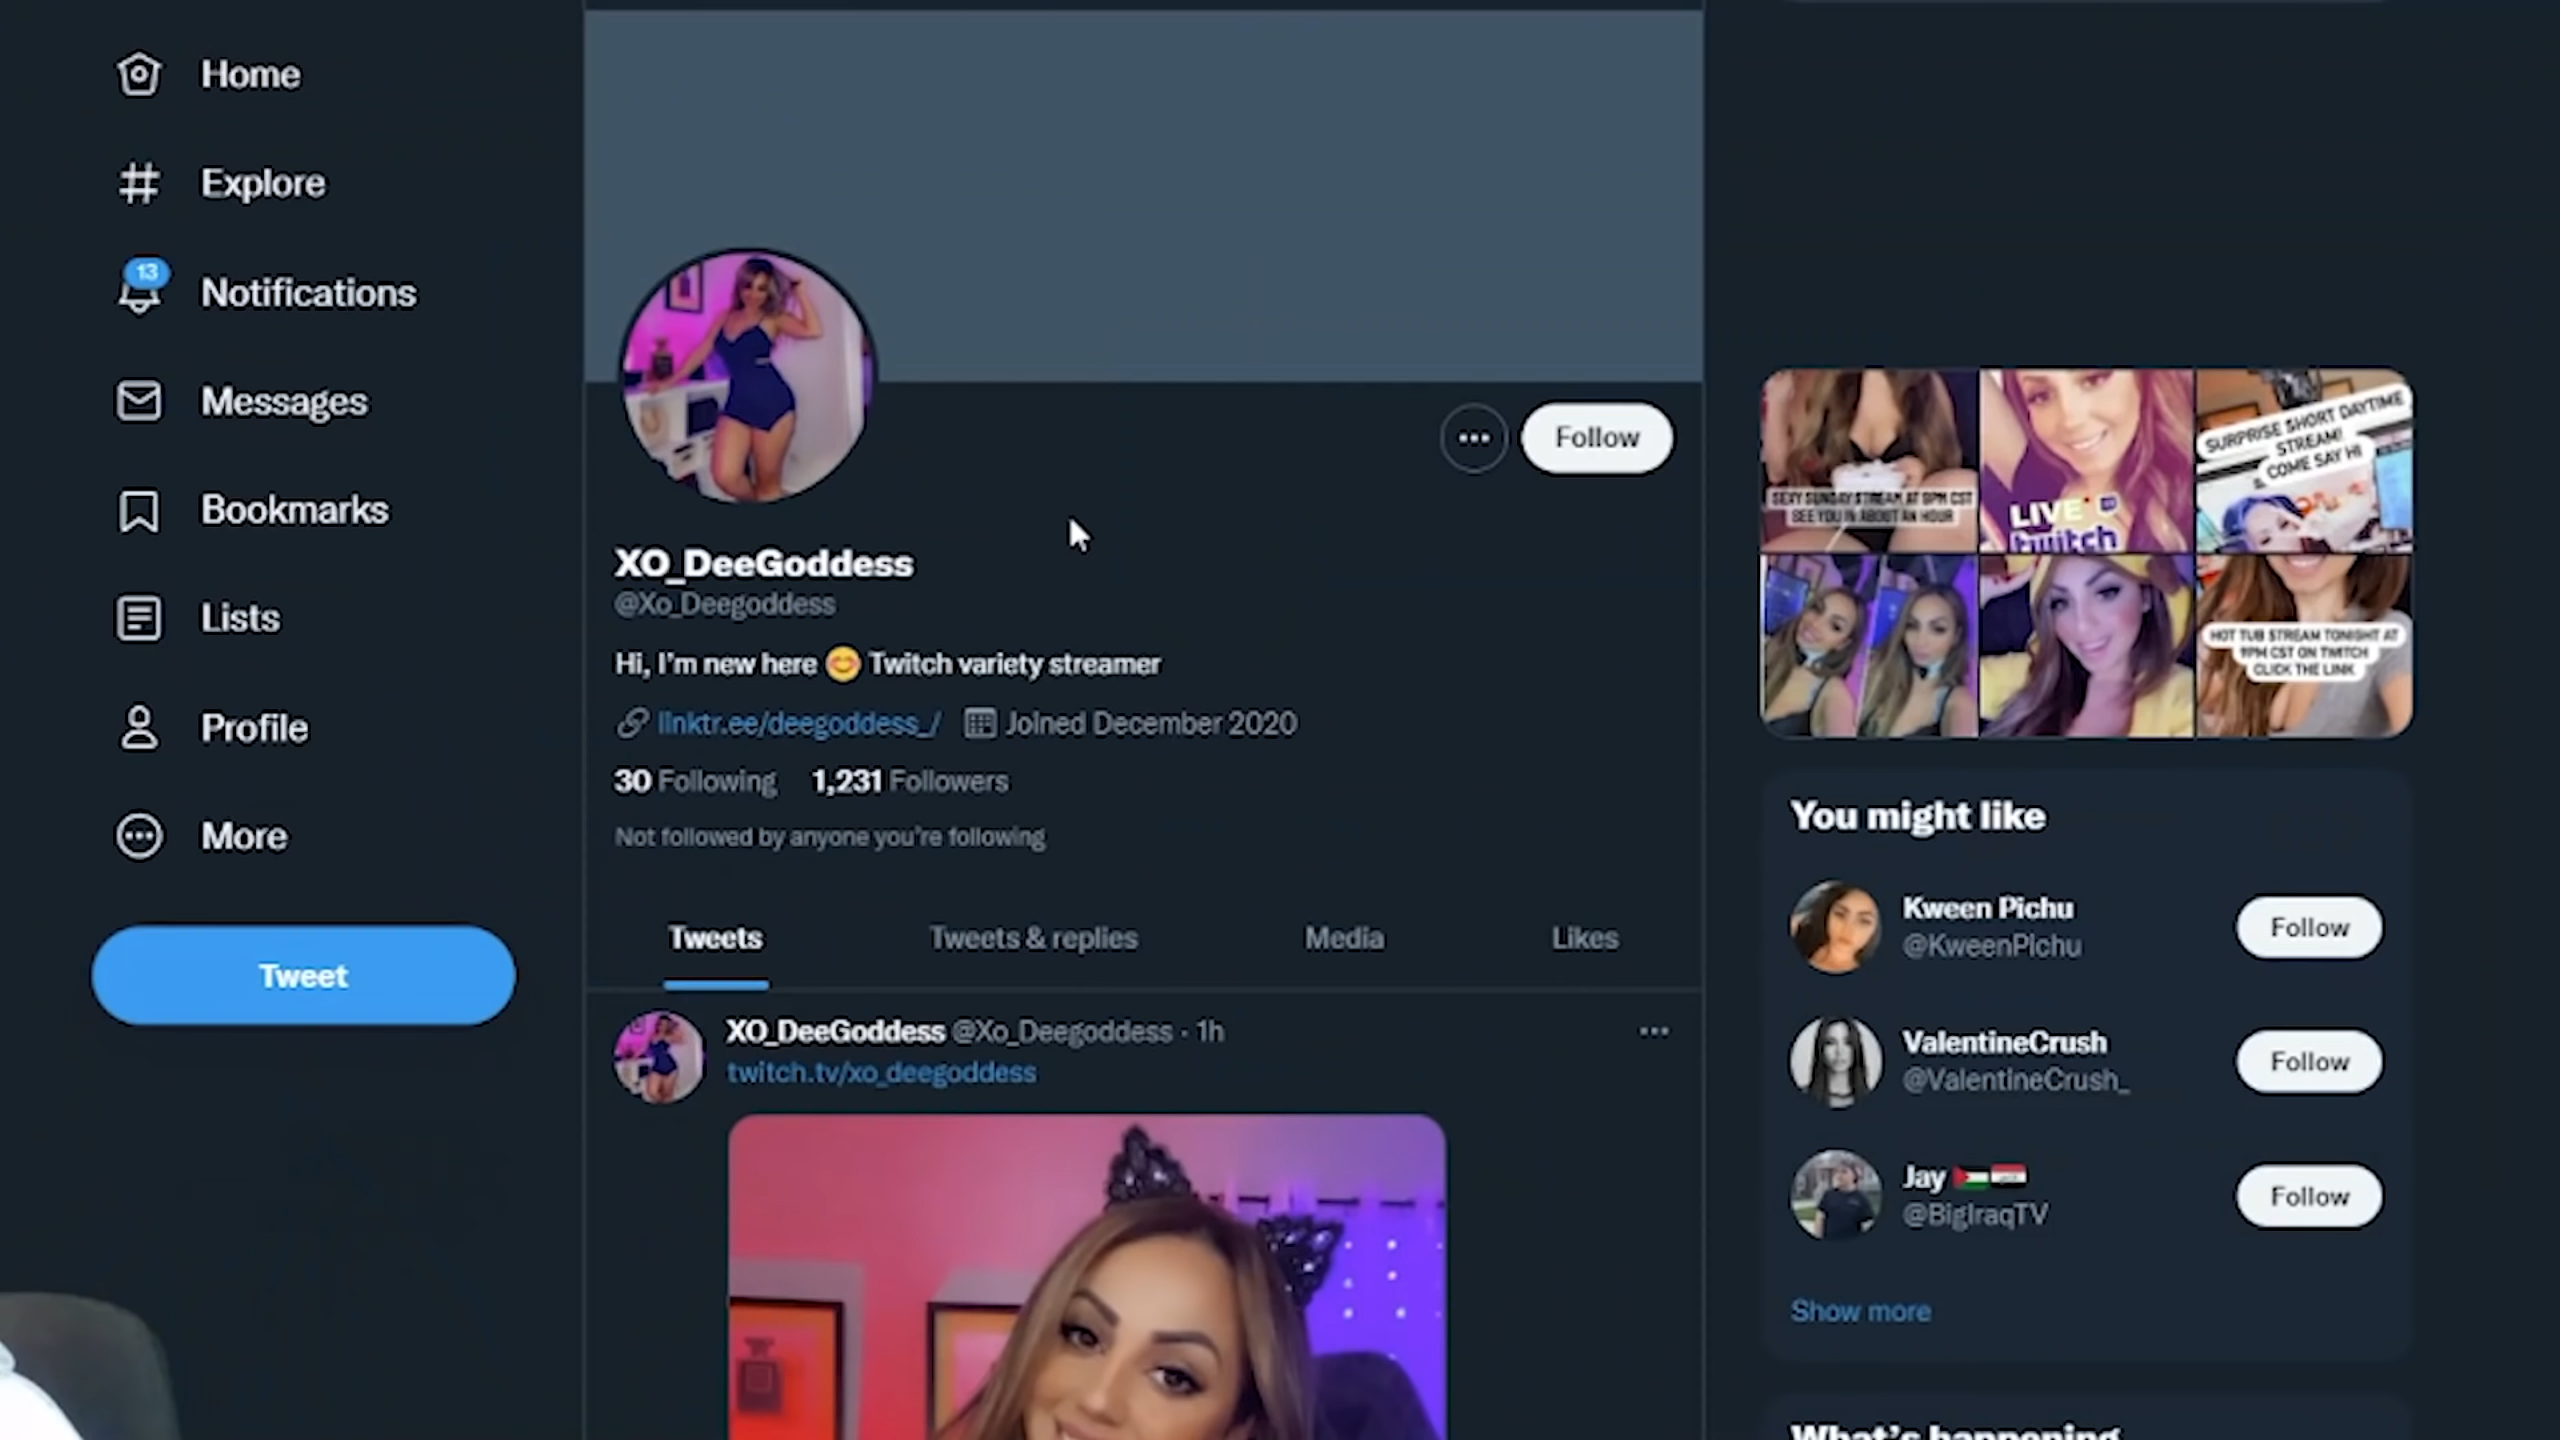 Home
Explore
13
Notifications
Messages
Bookmarks
Lists
Profile
More
Tweet
Follow
XO_DeeGoddess
@Xo_Deegoddess
Hi, I'm new here 😊 Twitch variety streamer
linktr.ee/deegoddess_/ Joined December 2020
30 Following 1,231 Followers
Not followed by anyone you're following
Tweets Tweets & replies Media Likes
XO_DeeGoddess @Xo_Deegoddess · 1h
twitch.tv/xo_deegoddess
SEXY SUNDAY STREAM AT 9PM CST
SEE YOU IN ABOUT AN HOUR
LIVE
twitch
SURPRISE SHORT DAYTIME
STREAM!
COME SAY HI
HOT TUB STREAM TONIGHT AT
9PM CST ON TWITCH
CLICK THE LINK
You might like
Kween Pichu
@KweenPichu
Follow
ValentineCrush
@ValentineCrush_
Follow
Jay
@BigIraqTV
Follow
Show more
What's happening